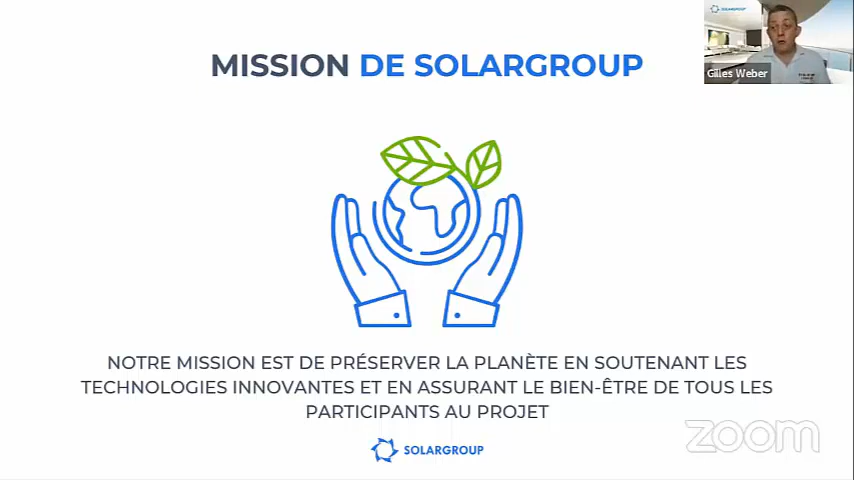 SOLARGROUP
Gilles Weber
MISSION DE SOLARGROUP
NOTRE MISSION EST DE PRÉSERVER LA PLANÈTE EN SOUTENANT LES
TECHNOLOGIES INNOVANTES ET EN ASSURANT LE BIEN-ÊTRE DE TOUS LES
PARTICIPANTS AU PROJET
SOLARGROUP
zoom